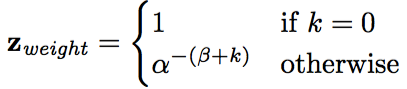 z_weight = { 1 if k = 0
α^−(β+k) otherwise